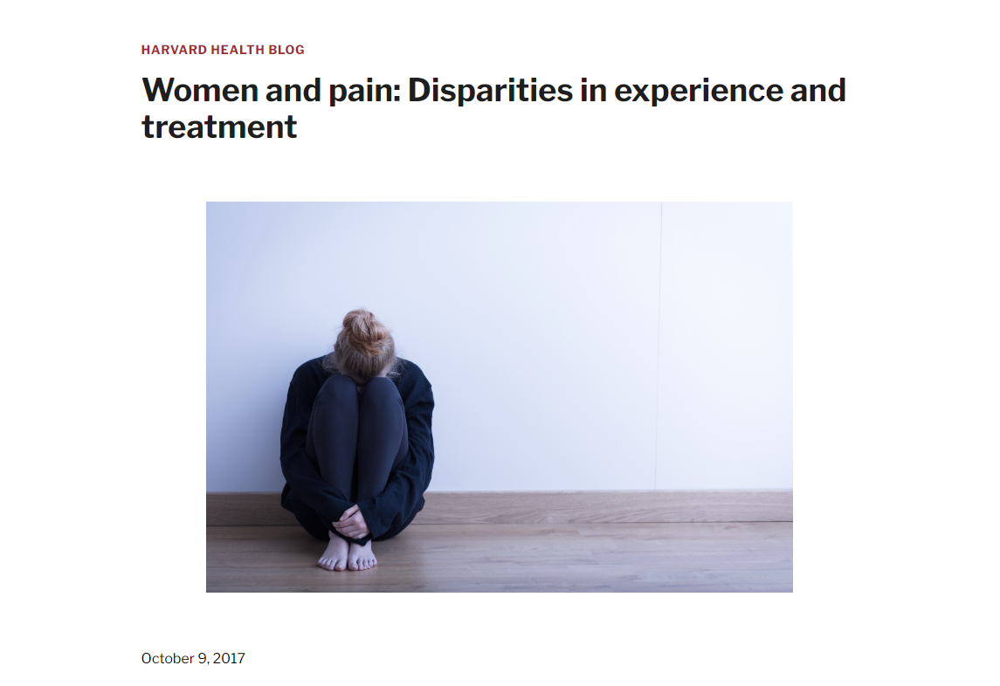 HARVARD HEALTH BLOG
Women and pain: Disparities in experience and
treatment
October 9, 2017